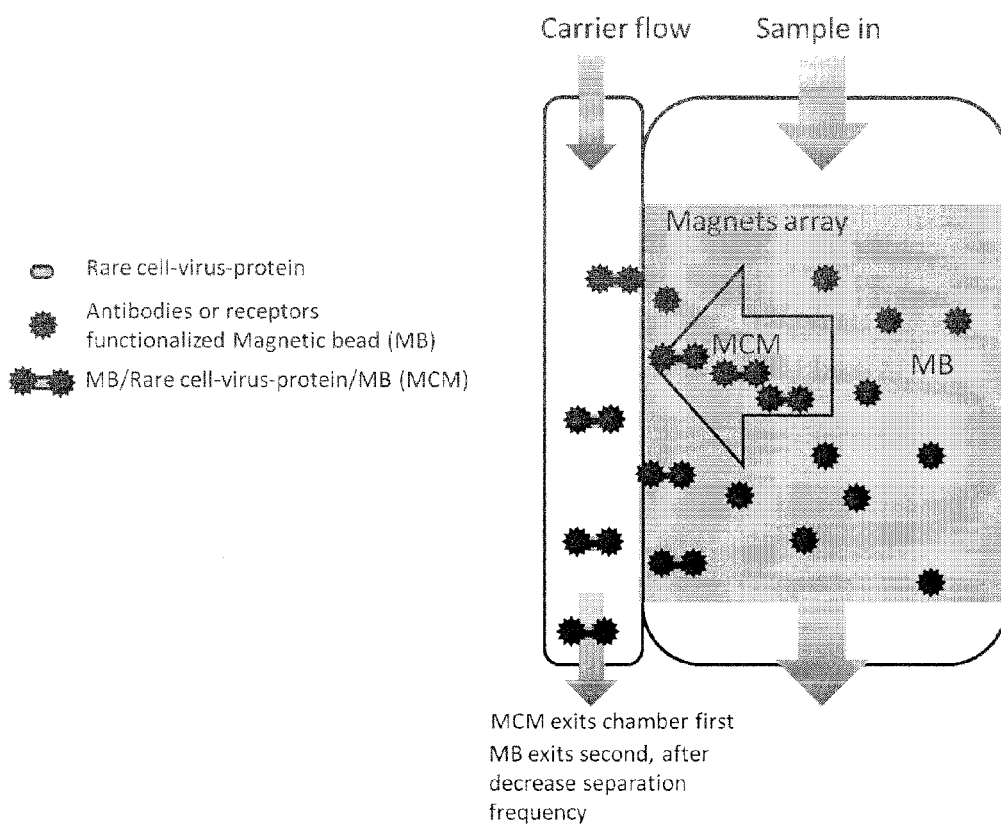 Carrier flow
Sample in
Magnets array
MCM
MB
Rare cell-virus-protein
Antibodies or receptors
functionalized Magnetic bead (MB)
MB/Rare cell-virus-protein/MB (MCM)
MCM exits chamber first
MB exits second, after
decrease separation
frequency